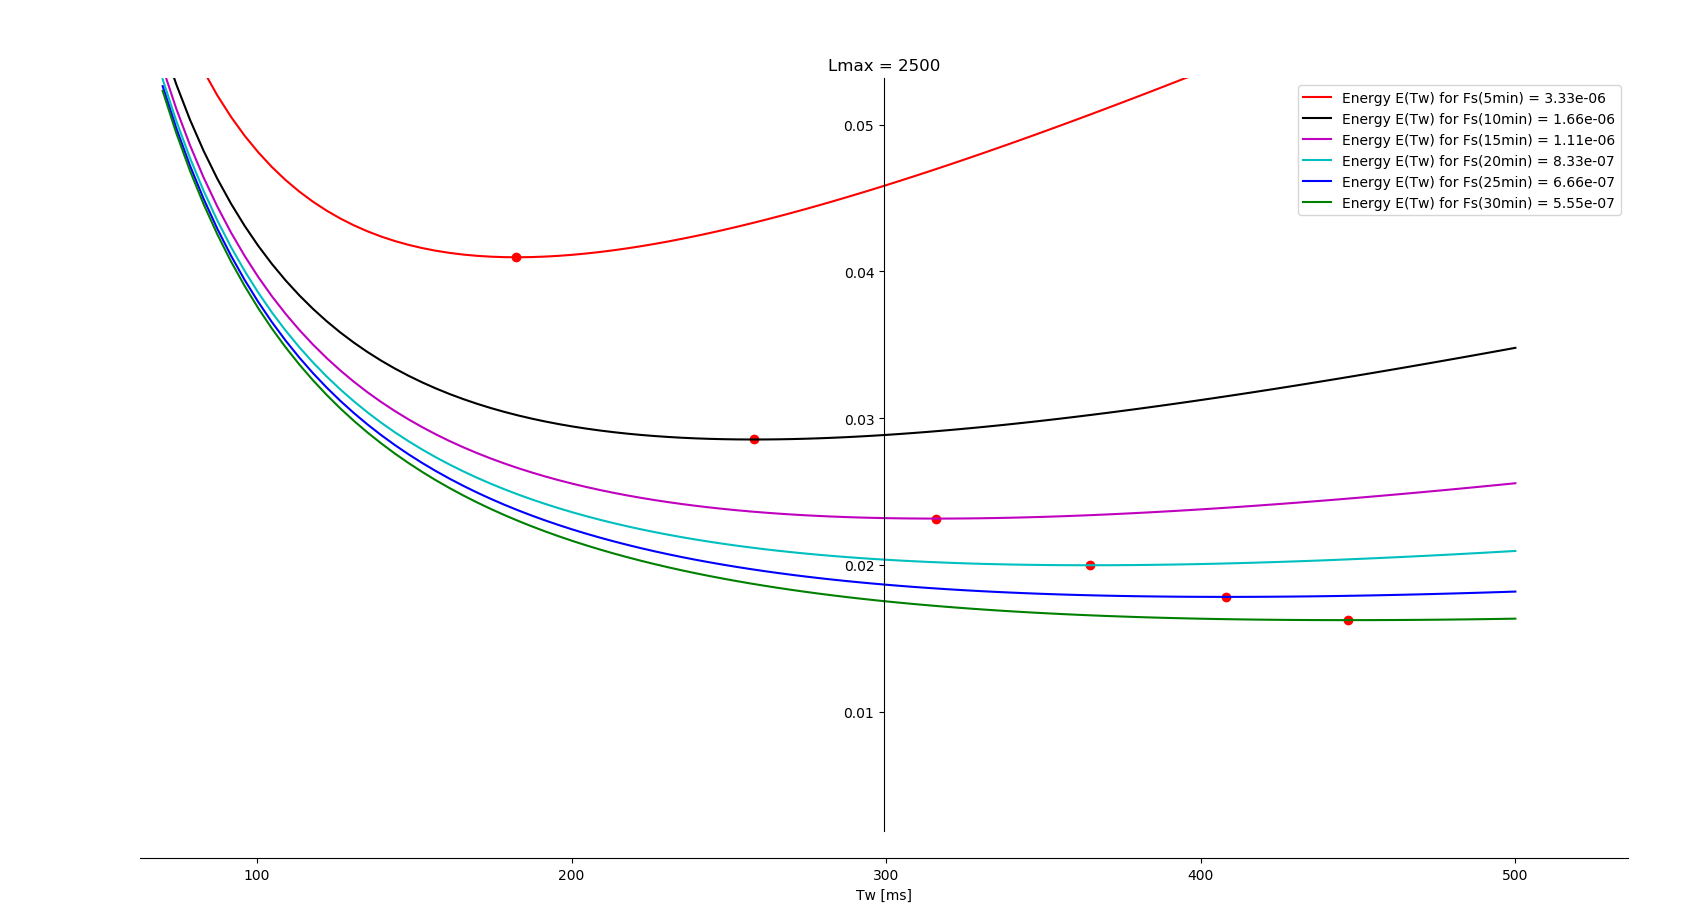 Lmax = 2500
Energy E(Tw) for Fs(5min) = 3.33e-06
Energy E(Tw) for Fs(10min) = 1.66e-06
Energy E(Tw) for Fs(15min) = 1.11e-06
Energy E(Tw) for Fs(20min) = 8.33e-07
Energy E(Tw) for Fs(25min) = 6.66e-07
Energy E(Tw) for Fs(30min) = 5.55e-07
0.05
0.04
0.03
0.02
0.01
100 200 300 400 500
Tw [ms]